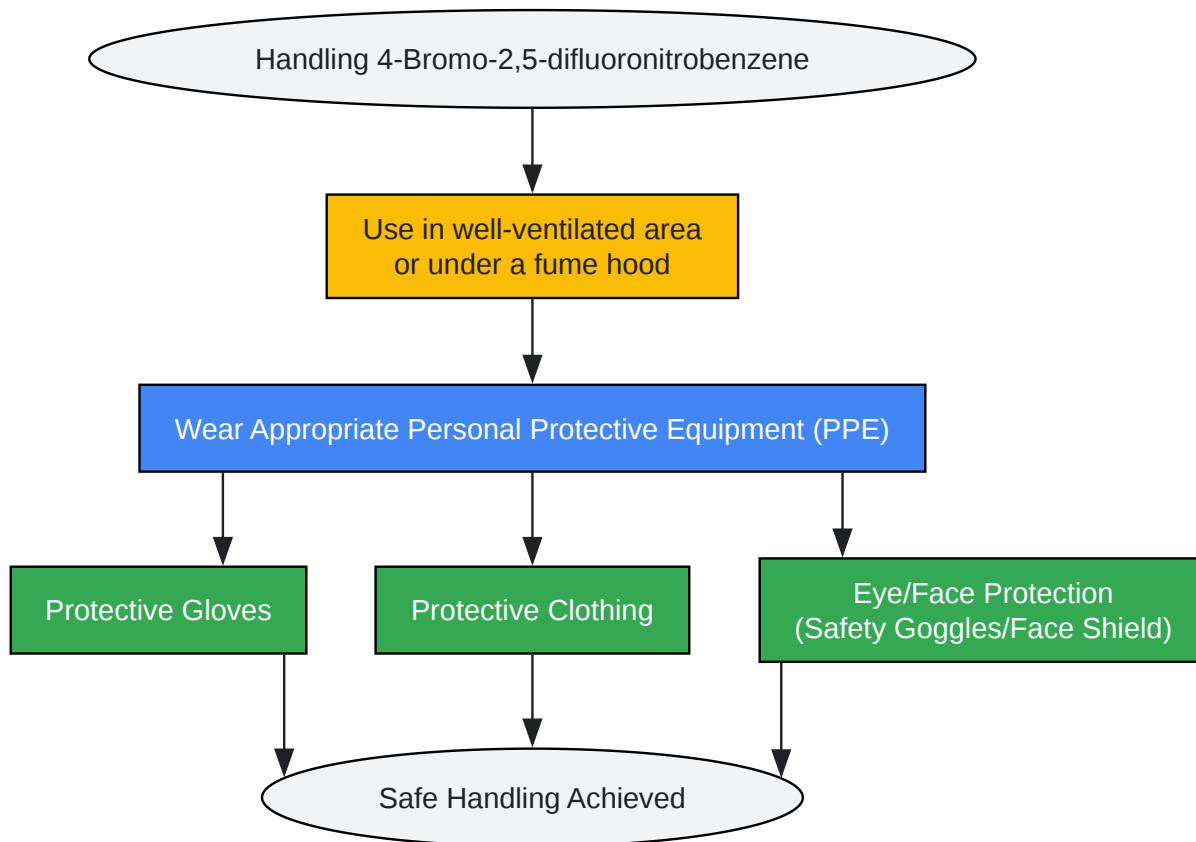 Handling 4-Bromo-2,5-difluoronitrobenzene
Use in well-ventilated area
or under a fume hood
Wear Appropriate Personal Protective Equipment (PPE)
Protective Gloves
Protective Clothing
Eye/Face Protection
(Safety Goggles/Face Shield)
Safe Handling Achieved